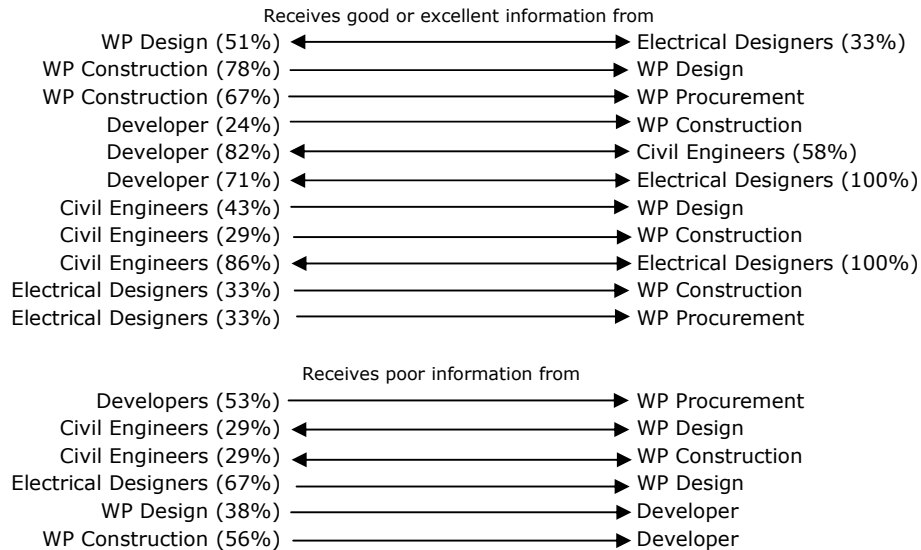 Receives good or excellent information from
WP Design (51%) Electrical Designers (33%)
WP Construction (78%) WP Design
WP Construction (67%) WP Procurement
Developer (24%) WP Construction
Developer (82%) Civil Engineers (58%)
Developer (71%) Electrical Designers (100%)
Civil Engineers (43%) WP Design
Civil Engineers (29%) WP Construction
Civil Engineers (86%) Electrical Designers (100%)
Electrical Designers (33%) WP Construction
Electrical Designers (33%) WP Procurement
Receives poor information from
Developers (53%) WP Procurement
Civil Engineers (29%) WP Design
Civil Engineers (29%) WP Construction
Electrical Designers (67%) WP Design
WP Design (38%) Developer
WP Construction (56%) Developer